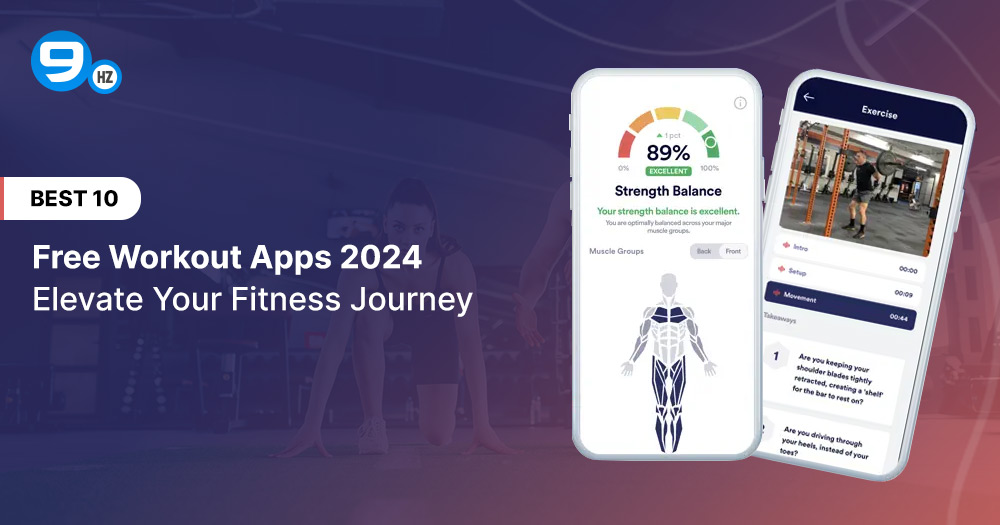 9
HZ
BEST 10
Free Workout Apps 2024
Elevate Your Fitness Journey
1 pct
89%
0%
EXCELLENT
100%
Strength Balance
Your strength balance is excellent.
You are optimally balanced across your major
muscle groups.
Muscle Groups
Back
Front
Exercise
Intro
00:00
Setup
00:09
Movement
00:44
Takeaways
1
Are you keeping your
shoulder blades tightly
retracted, creating a 'shelf'
for the bar to rest on?
2
Are you driving through
your heels, instead of your
toes?